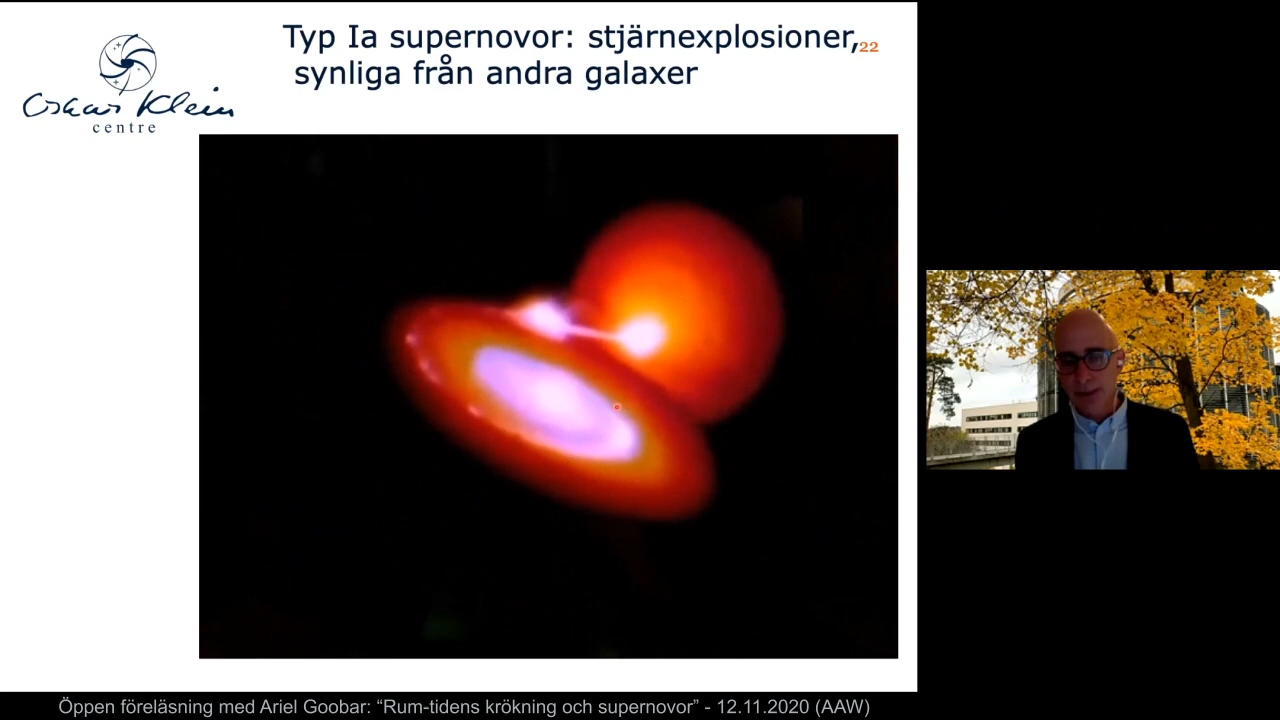 Typ Ia supernovor: stjärnexplosioner,22
synliga från andra galaxer
Oskar Klein
centre
Öppen föreläsning med Ariel Goobar: “Rum-tidens krökning och supernovor” - 12.11.2020 (AAW)